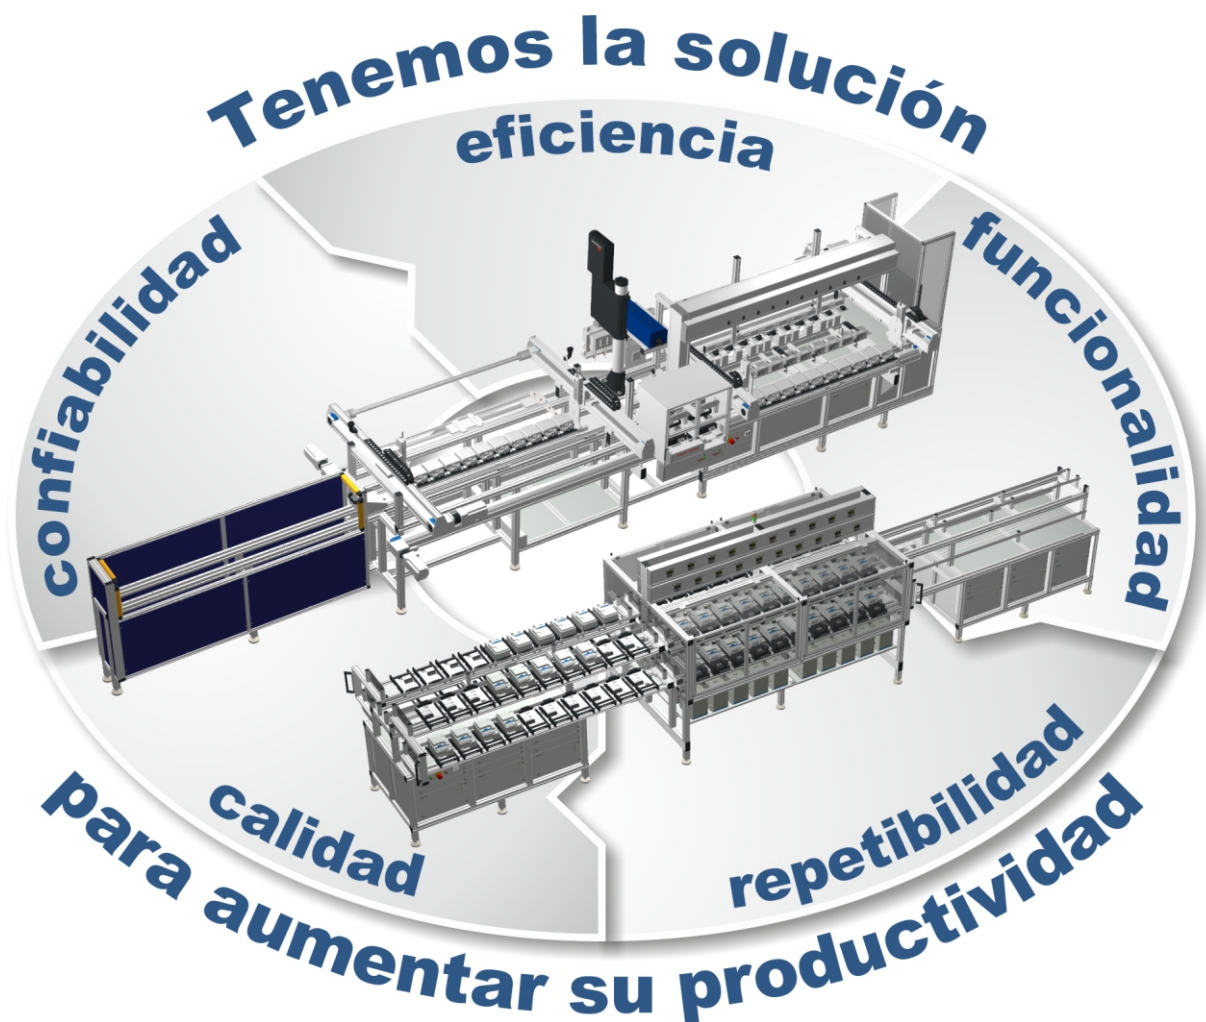 Tenemos la solución
eficiencia
confiabilidad
funcionalidad
calidad
repetibilidad
para aumentar su productividad